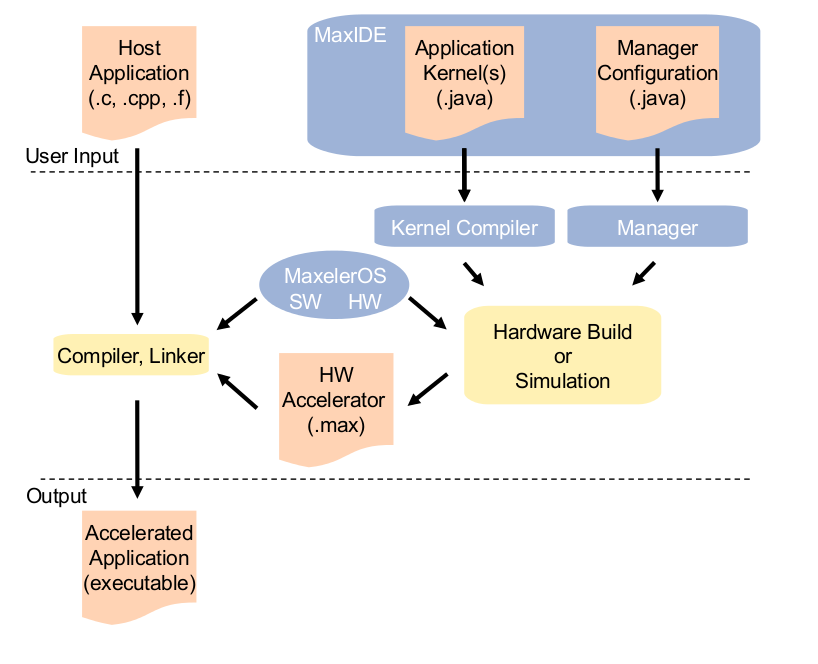 Host
Application
(.c, .cpp, .f)
MaxIDE
Application
Kernel(s)
(.java)
Manager
Configuration
(.java)
User Input
Kernel Compiler
Manager
MaxelerOS
SW HW
Compiler, Linker
Hardware Build
or
Simulation
HW
Accelerator
(.max)
Output
Accelerated
Application
(executable)